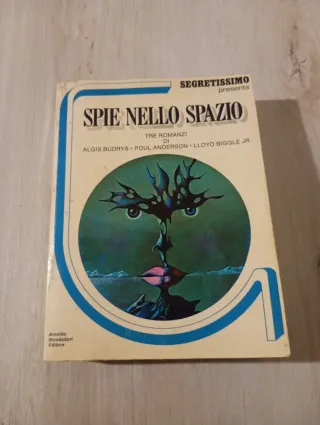 SEGRETISSIMO
presenta
SPIE NELLO SPAZIO
TRE ROMANZI
DI
ALGIS BUDRYS • POUL ANDERSON • LLOYD BIGGLE JR.
Arnoldo
Mondadori
Editore